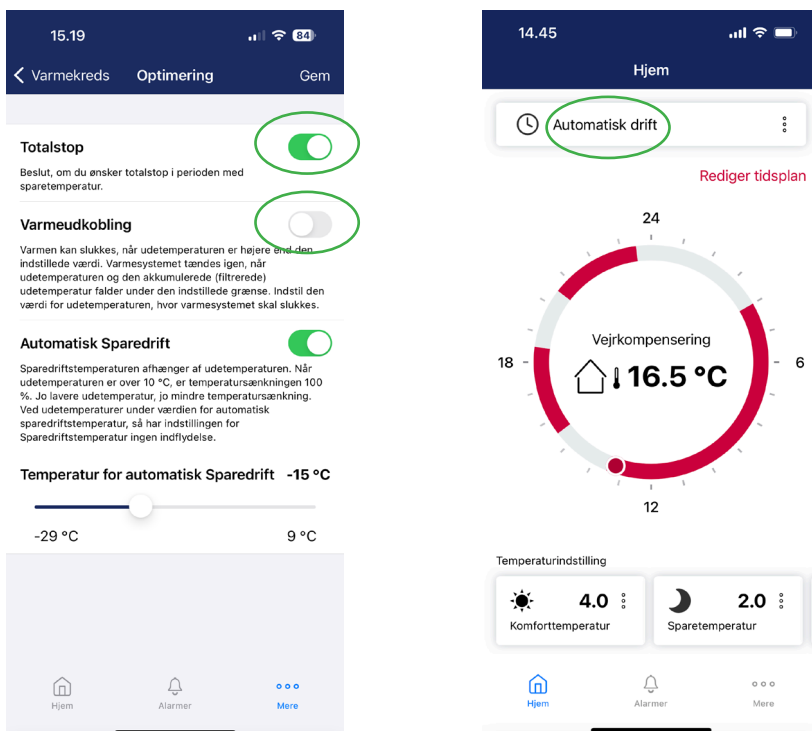 15.19
84
Varmekreds Optimering Gem
Totalstop
Beslut, om du ønsker totalstop i perioden med
sparetemperatur.
Varmeudkobling
Varmen kan slukkes, når udetemperaturen er højere end den
indstillede værdi. Varmesystemet tændes igen, når
udetemperaturen og den akkumulerede (filtrerede)
udetemperatur falder under den indstillede grænse. Indstil den
værdi for udetemperaturen, hvor varmesystemet skal slukkes.
Automatisk Sparedrift
Sparedriftstemperaturen afhænger af udetemperaturen. Når
udetemperaturen er over 10 °C, er temperatursænkningen 100
%. Jo lavere udetemperatur, jo mindre temperatursænkning.
Ved udetemperaturer under værdien for automatisk
sparedriftstemperatur, så har indstillingen for
Sparedriftstemperatur ingen indflydelse.
Temperatur for automatisk Sparedrift -15 °C
-29 °C 9 °C
Hjem Alarmer Mere
14.45
Hjem
Automatisk drift
Rediger tidsplan
24
Vejrkompensering
18 16.5 °C 6
12
Temperaturindstilling
4.0 2.0
Komforttemperatur Sparetemperatur
Hjem Alarmer Mere